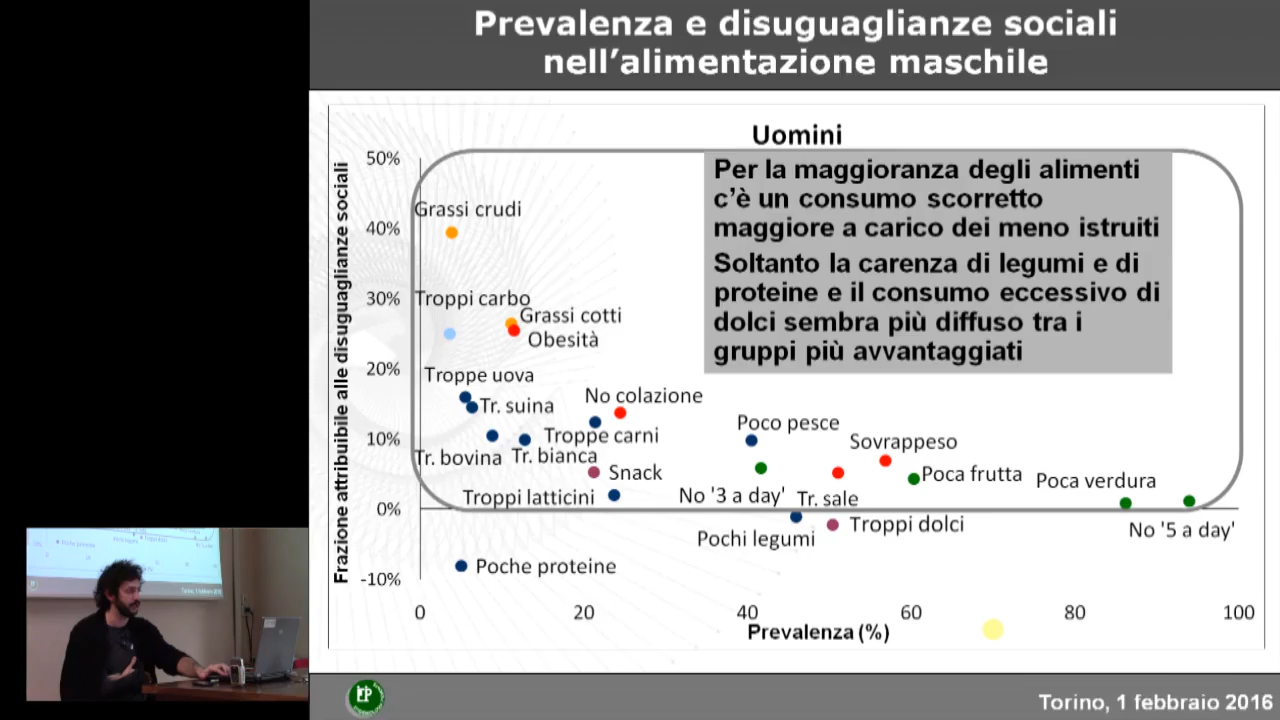 Prevalenza e disuguaglianze sociali
nell'alimentazione maschile
Uomini
Per la maggioranza degli alimenti
c'è un consumo scorretto
maggiore a carico dei meno istruiti
Soltanto la carenza di legumi e di
proteine e il consumo eccessivo di
dolci sembra più diffuso tra i
gruppi più avvantaggiati
Frazione attribuibile alle disuguaglianze sociali
50%
40%
30%
20%
10%
0%
-10%
Grassi crudi
Troppi carbo
Grassi cotti
Obesità
Troppe uova
Tr. suina
No colazione
Troppe carni
Tr. bovina
Tr. bianca
Snack
Troppi latticini
Poco pesce
Sovrappeso
Poca frutta
Poca verdura
No '3 a day'
Tr. sale
Pochi legumi
Troppi dolci
No '5 a day'
Poche proteine
0
20
40
60
80
100
Prevalenza (%)
Torino, 1 febbraio 2016